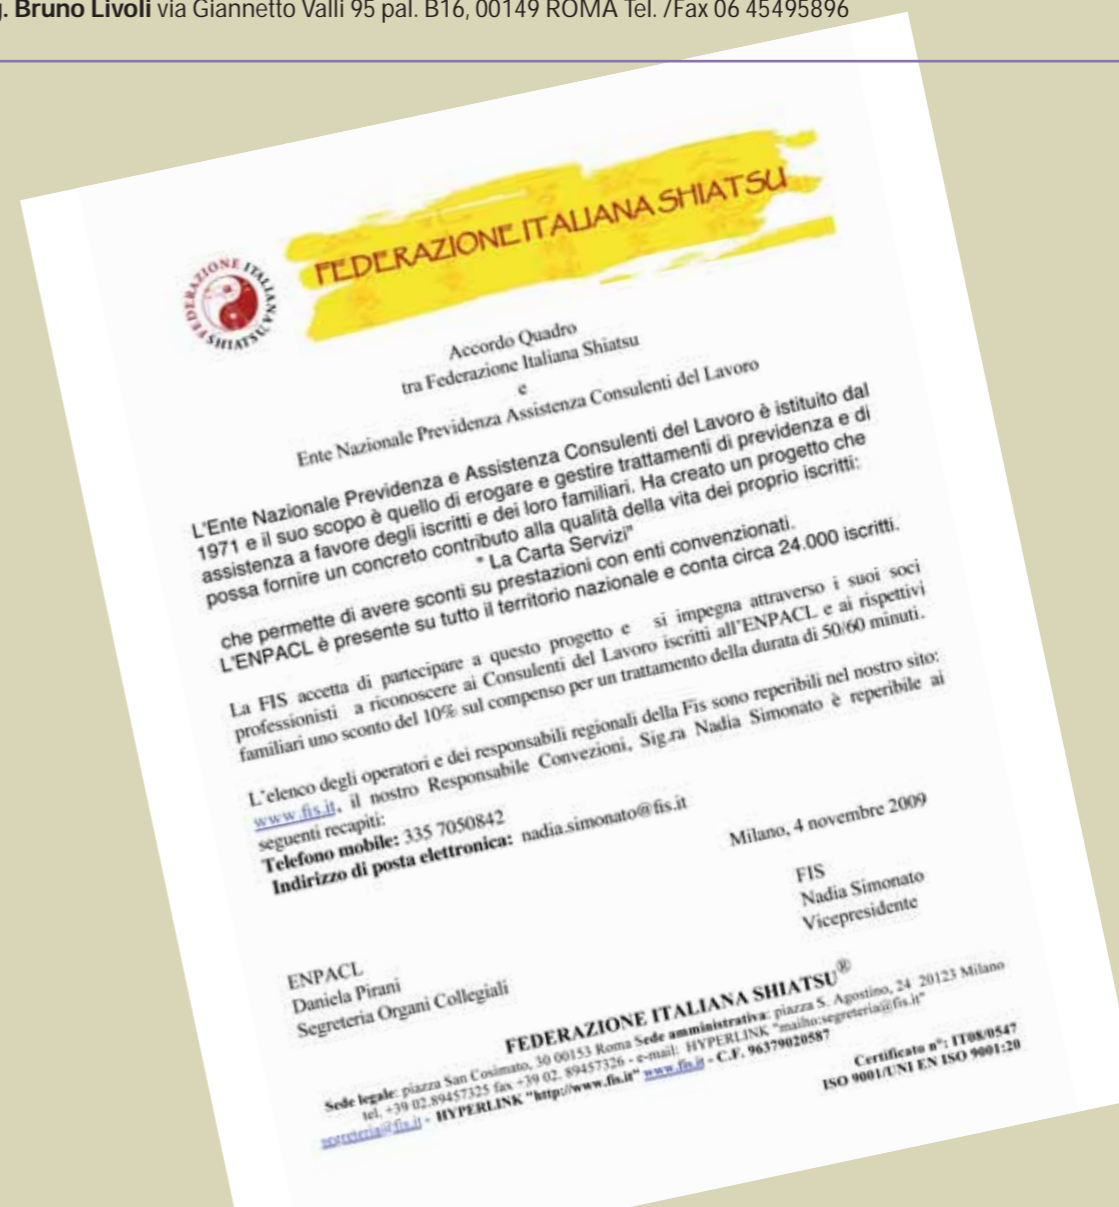 g. Bruno Livoli via Giannetto Valli 95 pal. B16, 00149 ROMA Tel. /Fax 06 45495896
FEDERAZIONE ITALIANA SHIATSU
FEDERAZIONE ITALIANA SHIATSU
Accordo Quadro
tra Federazione Italiana Shiatsu
e
Ente Nazionale Previdenza Assistenza Consulenti del Lavoro
L'Ente Nazionale Previdenza e Assistenza Consulenti del Lavoro è istituito dal
1971 e il suo scopo è quello di erogare e gestire trattamenti di previdenza e di
assistenza a favore degli iscritti e dei loro familiari. Ha creato un progetto che
possa fornire un concreto contributo alla qualità della vita dei proprio iscritti:
" La Carta Servizi"
che permette di avere sconti su prestazioni con enti convenzionati.
L'ENPACL è presente su tutto il territorio nazionale e conta circa 24.000 iscritti.
La FIS accetta di partecipare a questo progetto e si impegna attraverso i suoi soci
professionisti a riconoscere ai Consulenti del Lavoro iscritti all'ENPACL e ai rispettivi
familiari uno sconto del 10% sul compenso per un trattamento della durata di 50/60 minuti.
L'elenco degli operatori e dei responsabili regionali della Fis sono reperibili nel nostro sito:
www.fis.it, il nostro Responsabile Convezioni, Sig.ra Nadia Simonato è reperibile ai
seguenti recapiti:
Telefono mobile: 335 7050842
Indirizzo di posta elettronica: nadia.simonato@fis.it
Milano, 4 novembre 2009
FIS
Nadia Simonato
Vicepresidente
ENPACL
Daniela Pirani
Segreteria Organi Collegiali
FEDERAZIONE ITALIANA SHIATSU®
Sede legale: piazza San Cosimato, 30 00153 Roma Sede amministrativa: piazza S. Agostino, 24 20123 Milano
tel. +39 02.89457325 fax +39 02. 89457326 - e-mail: HYPERLINK "mailto:segreteria@fis.it"
segreteria@fis.it - HYPERLINK "http://www.fis.it" www.fis.it - C.F. 96379020587
Certificato n°: IT08/0547
ISO 9001/UNI EN ISO 9001:20